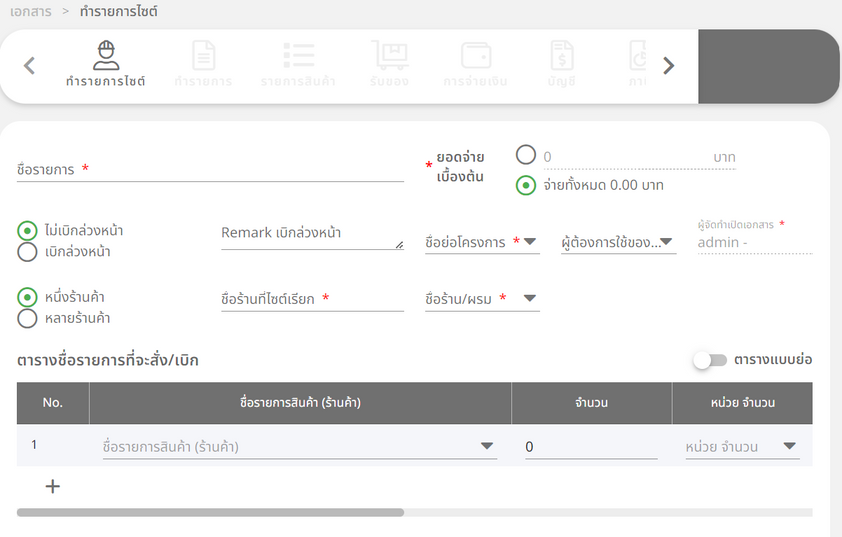 เอกสาร > ทำรายการไซต์
ทำรายการไซต์ ทำรายการ รายการสินค้า รับของ การจ่ายเงิน บัญชี
ชื่อรายการ *
* ยอดจ่าย
เบื้องต้น
0 บาท
จ่ายทั้งหมด 0.00 บาท
ไม่เบิกล่วงหน้า
เบิกล่วงหน้า
Remark เบิกล่วงหน้า
ชื่อย่อโครงการ *
ผู้ต้องการใช้ของ...
ผู้จัดทำเปิดเอกสาร *
admin -
หนึ่งร้านค้า
หลายร้านค้า
ชื่อร้านที่ไซต์เรียก *
ชื่อร้าน/ผรม *
ตารางชื่อรายการที่จะสั่ง/เบิก
ตารางแบบย่อ
No. ชื่อรายการสินค้า (ร้านค้า) จำนวน หน่วย จำนวน
1 ชื่อรายการสินค้า (ร้านค้า) 0 หน่วย จำนวน
+